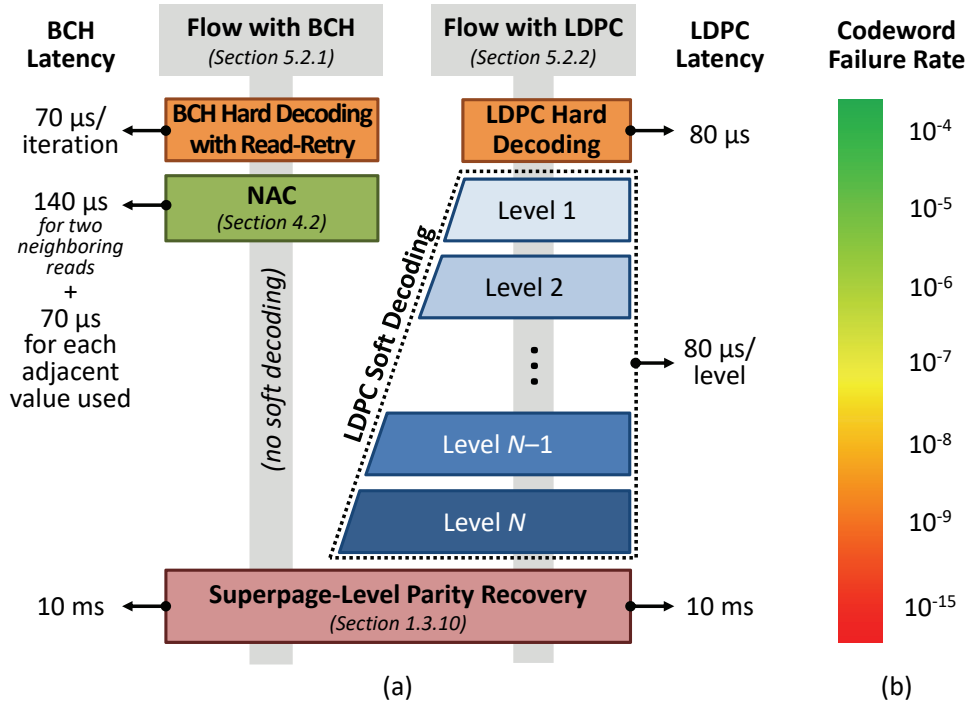 BCH
Latency
Flow with BCH
(Section 5.2.1)
Flow with LDPC
(Section 5.2.2)
LDPC
Latency
Codeword
Failure Rate
70 µs/
iteration
BCH Hard Decoding
with Read-Retry
LDPC Hard
Decoding
80 µs
140 µs
for two
neighboring
reads
+
70 µs
for each
adjacent
value used
NAC
(Section 4.2)
(no soft decoding)
LDPC Soft Decoding
Level 1
Level 2
Level N–1
Level N
80 µs/
level
10 ms
Superpage-Level Parity Recovery
(Section 1.3.10)
10 ms
10⁻⁴
10⁻⁵
10⁻⁶
10⁻⁷
10⁻⁸
10⁻⁹
10⁻¹⁵
(a)
(b)